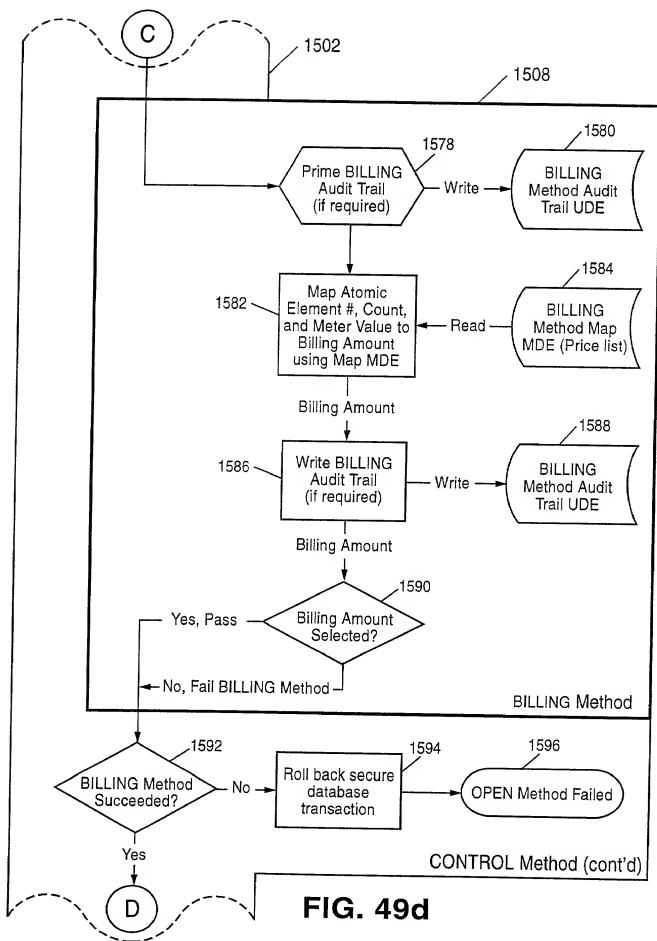 C
1502
1508
1578
1580
Prime BILLING
Audit Trail
(if required)
Write
BILLING
Method Audit
Trail UDE
1582
Map Atomic
Element #, Count,
and Meter Value to
Billing Amount
using Map MDE
Read
1584
BILLING
Method Map
MDE (Price list)
Billing Amount
1586
Write BILLING
Audit Trail
(if required)
Write
1588
BILLING
Method Audit
Trail UDE
Billing Amount
1590
Billing Amount
Selected?
Yes, Pass
No, Fail BILLING Method
BILLING Method
1592
BILLING Method
Succeeded?
No
1594
Roll back secure
database
transaction
1596
OPEN Method Failed
Yes
CONTROL Method (cont'd)
D
FIG. 49d